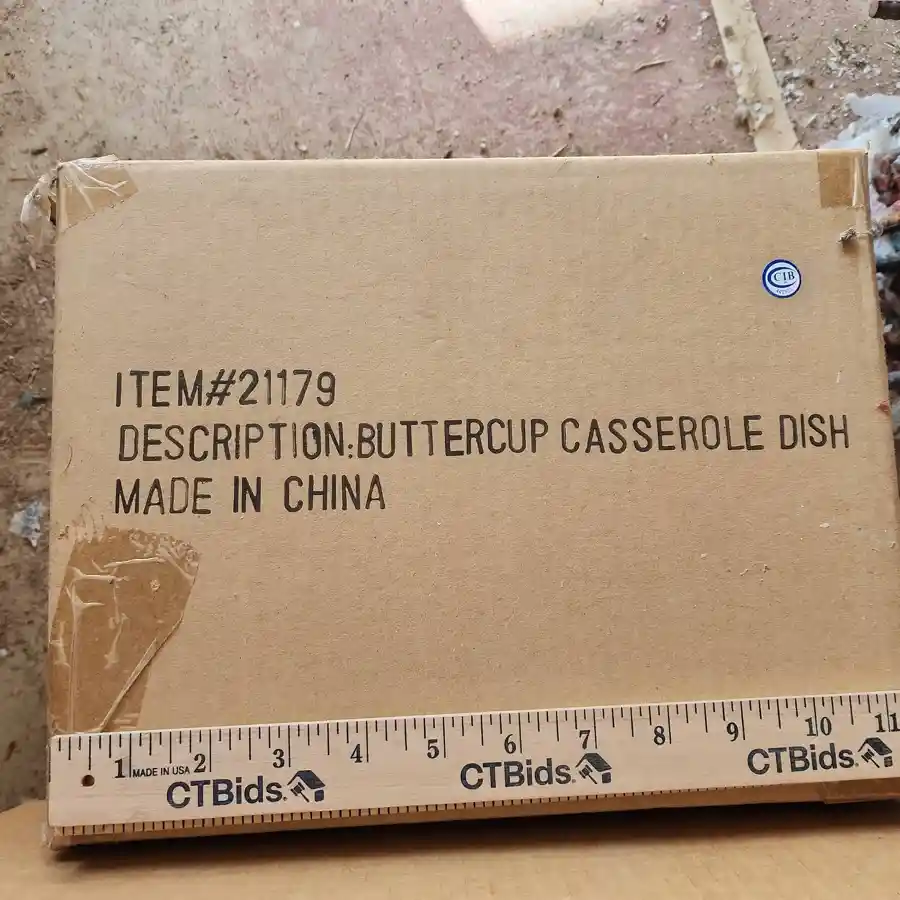 CIB
ITEM#21179
DESCRIPTION:BUTTERCUP CASSEROLE DISH
MADE IN CHINA
1 MADE IN USA 2 3 4 5 6 7 8 9 10 11
CTBids. CTBids. CTBids.